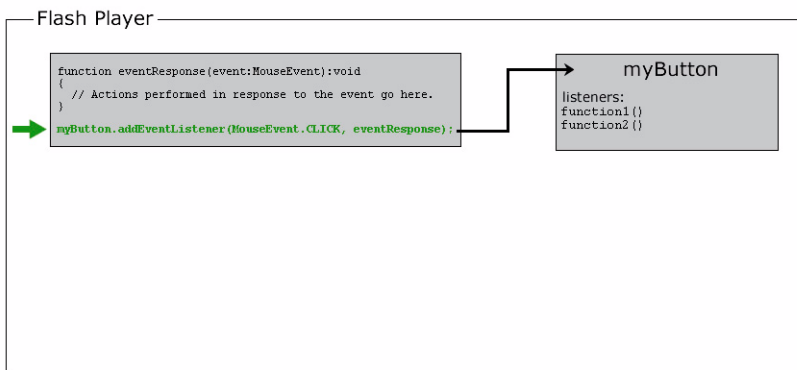 Flash Player
function eventResponse(event:MouseEvent):void
{
// Actions performed in response to the event go here.
}
myButton.addEventListener(MouseEvent.CLICK, eventResponse);
myButton
listeners:
function1()
function2()